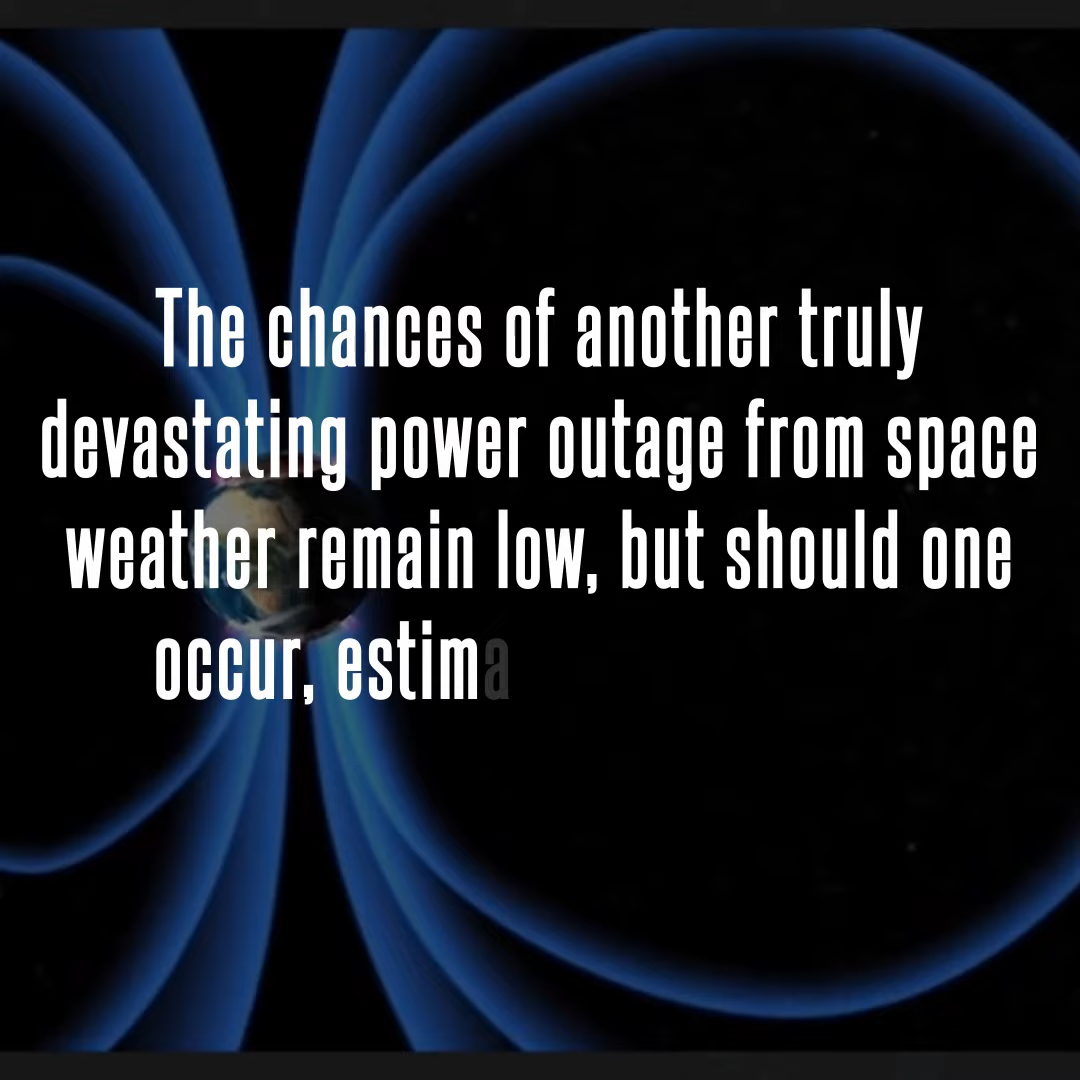 The chances of another truly
devastating power outage from space
weather remain low, but should one
occur, estima